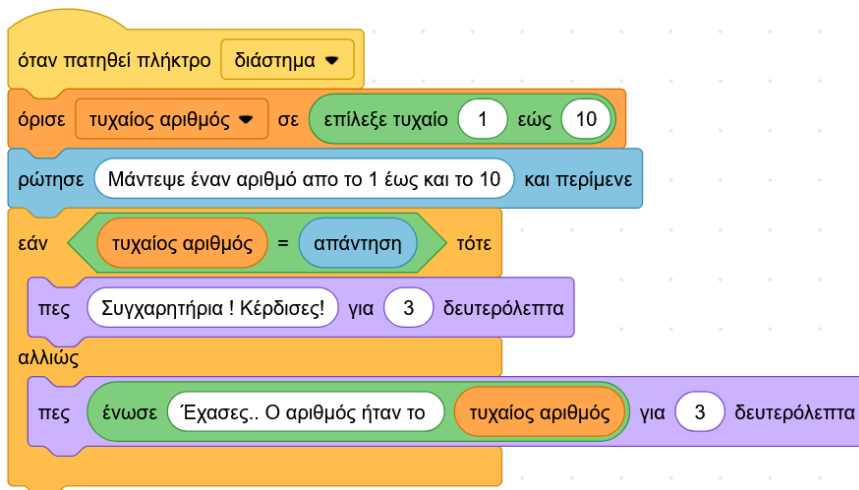 όταν πατηθεί πλήκτρο διάστημα
όρισε τυχαίος αριθμός σε επίλεξε τυχαίο 1 εώς 10
ρώτησε Μάντεψε έναν αριθμό απο το 1 έως και το 10 και περίμενε
εάν τυχαίος αριθμός = απάντηση τότε
πες Συγχαρητήρια ! Κέρδισες! για 3 δευτερόλεπτα
αλλιώς
πες ένωσε Έχασες.. Ο αριθμός ήταν το τυχαίος αριθμός για 3 δευτερόλεπτα